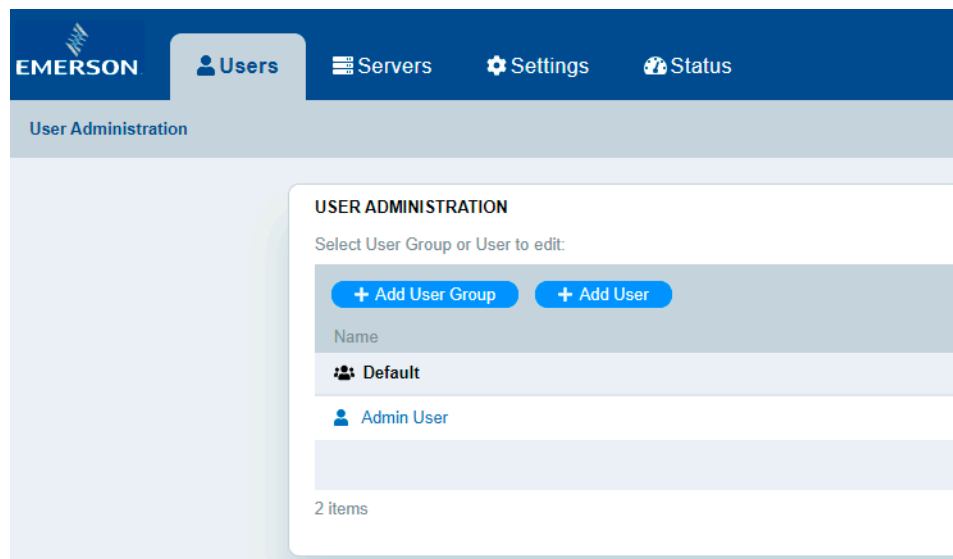 EMERSON
Users Servers Settings Status
User Administration
USER ADMINISTRATION
Select User Group or User to edit:
+ Add User Group + Add User
Name
Default
Admin User
2 items